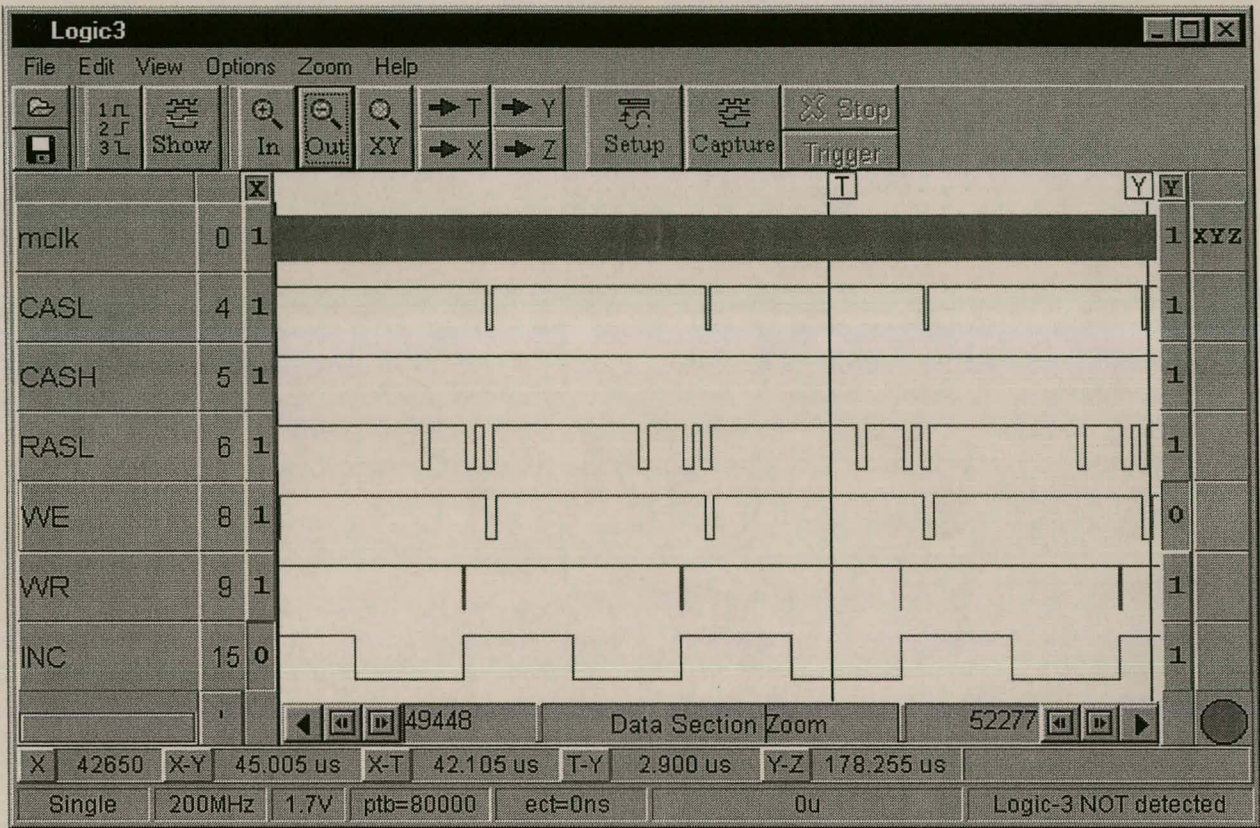 Logic3
File Edit View Options Zoom Help
1 2 3 Show In Out XY T Y X Z Setup Capture Stop Trigger
X T Y Y
mclk 0 1 1 XYZ
CASL 4 1 1
CASH 5 1 1
RASL 6 1 1
WE 8 1 0
WR 9 1 1
INC 15 0 1
49448 Data Section Zoom 52277
X 42650 X-Y 45.005 us X-T 42.105 us T-Y 2.900 us Y-Z 178.255 us
Single 200MHz 1.7V ptb=80000 ect=0ns 0u Logic-3 NOT detected